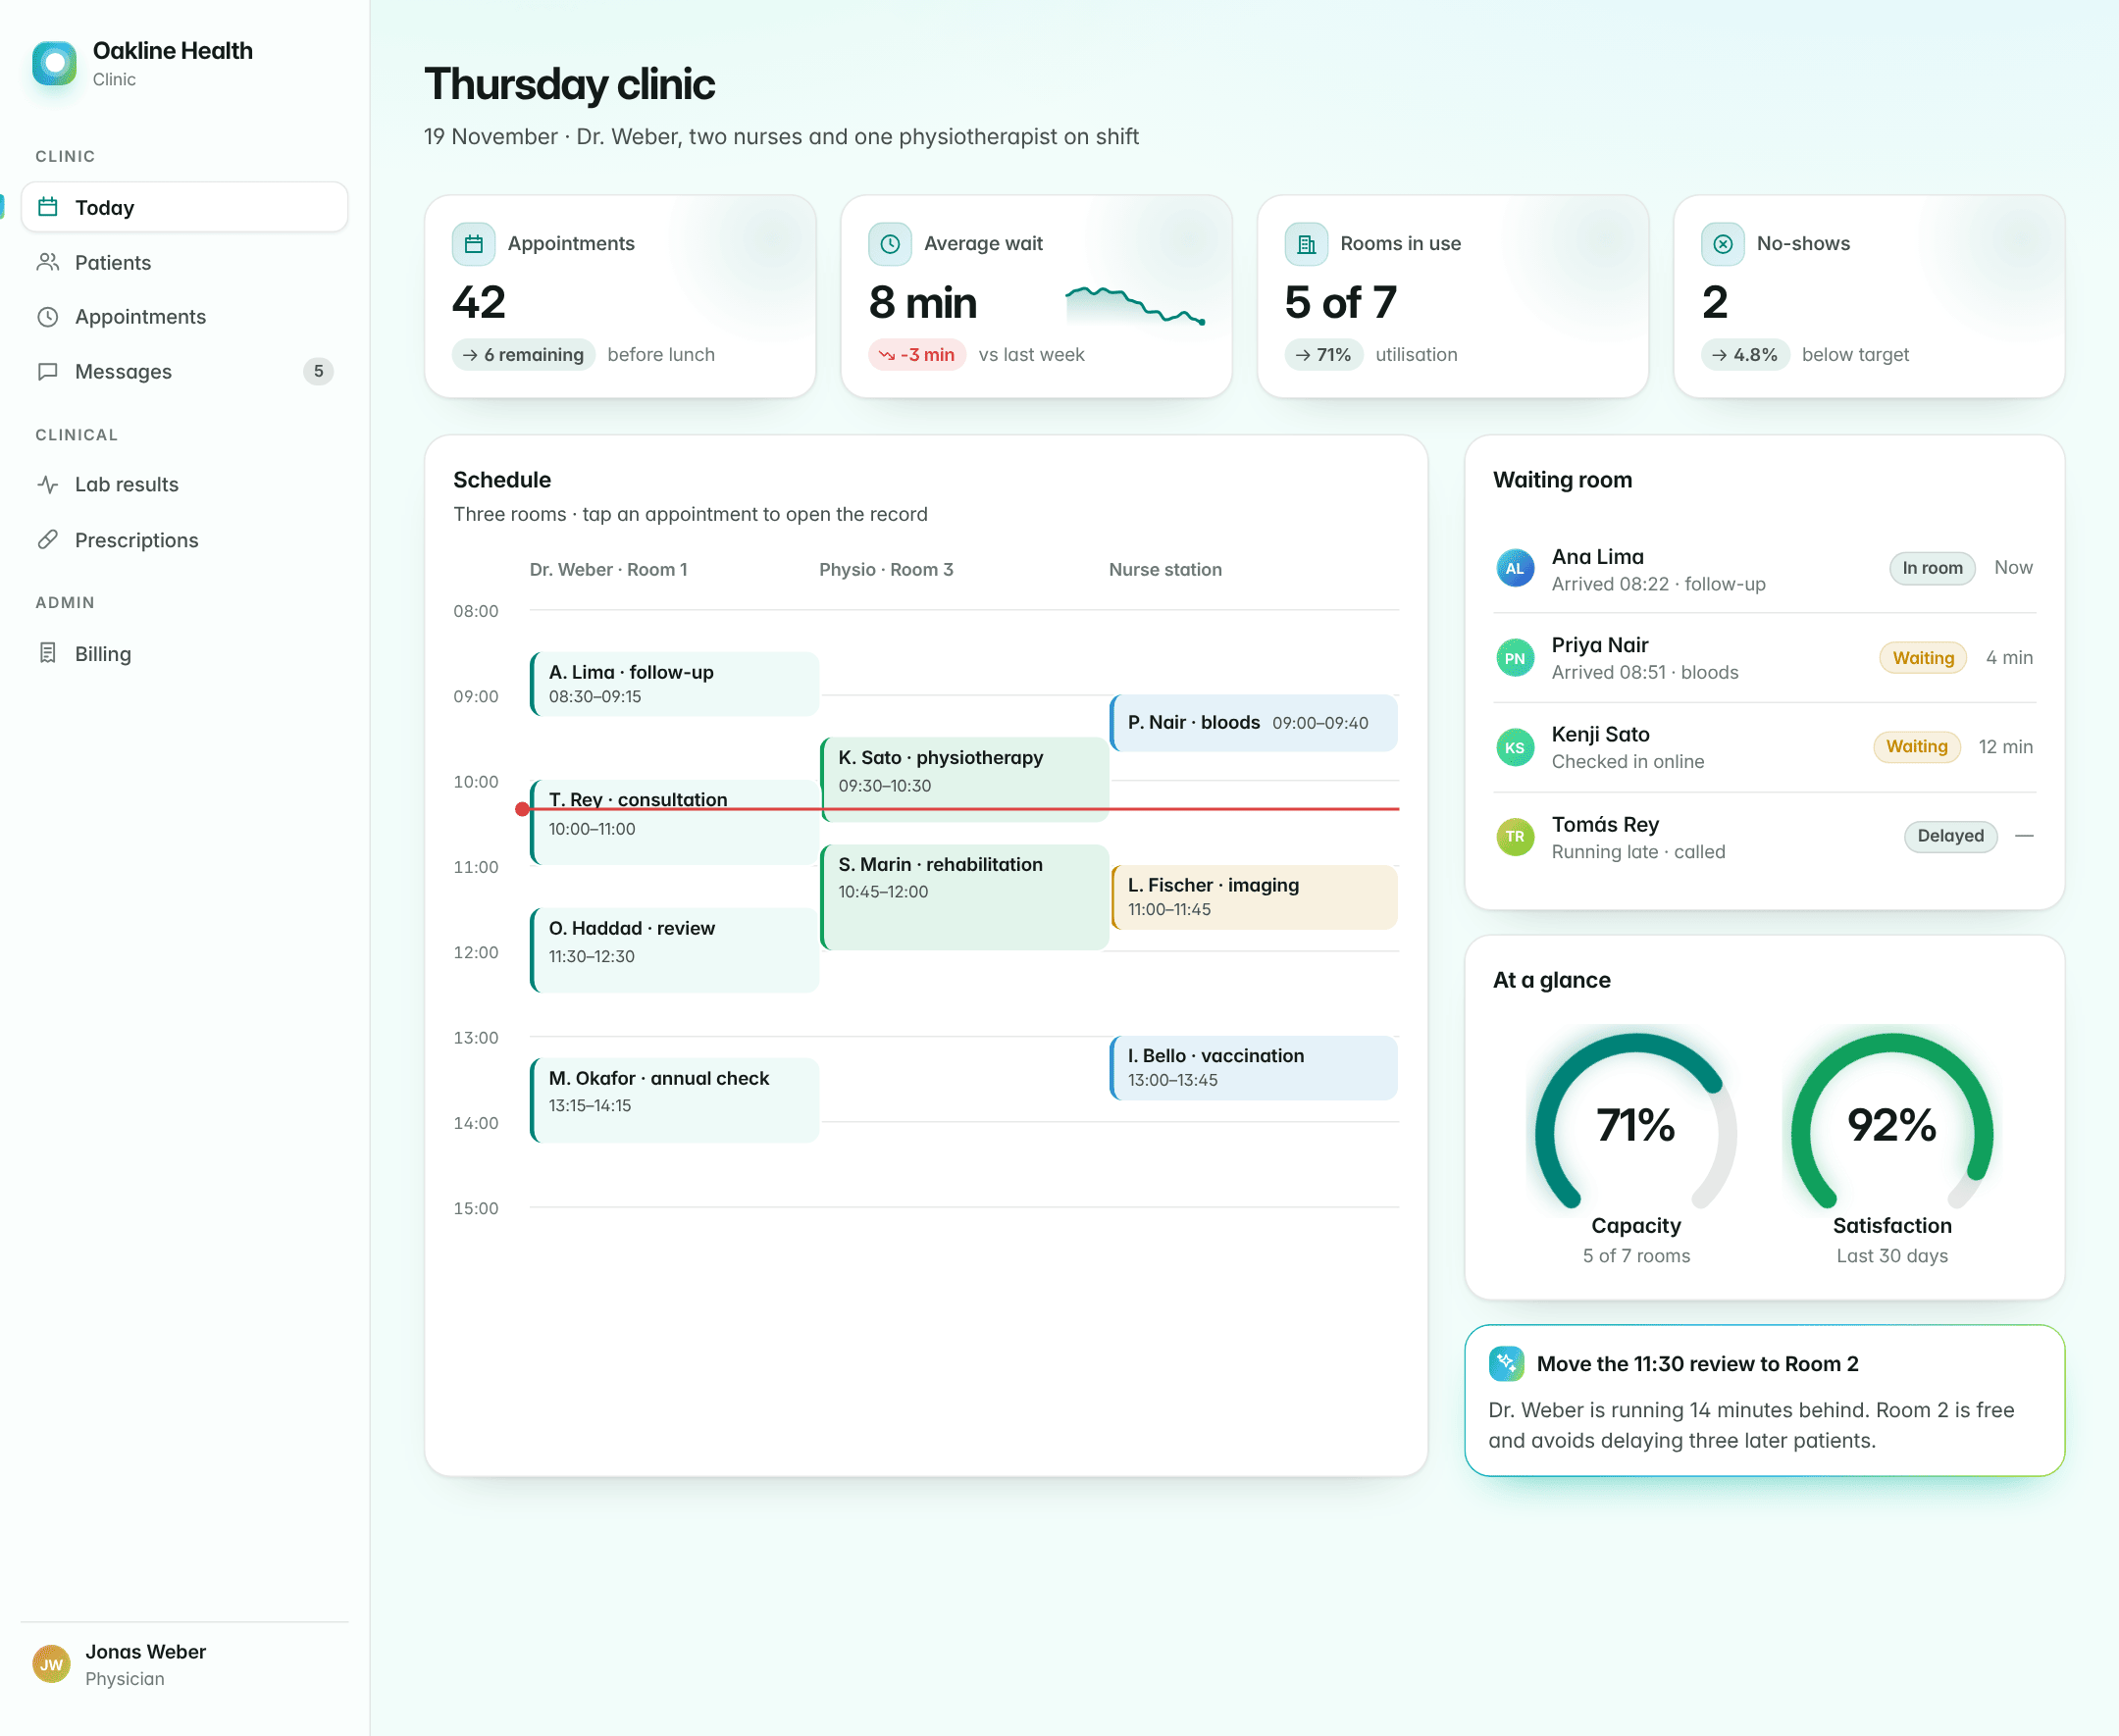 Oakline Health
Clinic
CLINIC
Today
Patients
Appointments
Messages 5
CLINICAL
Lab results
Prescriptions
ADMIN
Billing
JW
Jonas Weber
Physician
Thursday clinic
19 November · Dr. Weber, two nurses and one physiotherapist on shift
Appointments
42
→ 6 remaining before lunch
Average wait
8 min
-3 min vs last week
Rooms in use
5 of 7
→ 71% utilisation
No-shows
2
→ 4.8% below target
Schedule
Three rooms · tap an appointment to open the record
Dr. Weber · Room 1 Physio · Room 3 Nurse station
08:00
A. Lima · follow-up
08:30–09:15
09:00
P. Nair · bloods 09:00–09:40
K. Sato · physiotherapy
09:30–10:30
10:00
T. Rey · consultation
10:00–11:00
S. Marin · rehabilitation
10:45–12:00
11:00
L. Fischer · imaging
11:00–11:45
O. Haddad · review
11:30–12:30
12:00
13:00
I. Bello · vaccination
13:00–13:45
M. Okafor · annual check
13:15–14:15
14:00
15:00
Waiting room
AL
Ana Lima
Arrived 08:22 · follow-up
In room Now
PN
Priya Nair
Arrived 08:51 · bloods
Waiting 4 min
KS
Kenji Sato
Checked in online
Waiting 12 min
TR
Tomás Rey
Running late · called
Delayed —
At a glance
71%
Capacity
5 of 7 rooms
92%
Satisfaction
Last 30 days
Move the 11:30 review to Room 2
Dr. Weber is running 14 minutes behind. Room 2 is free
and avoids delaying three later patients.